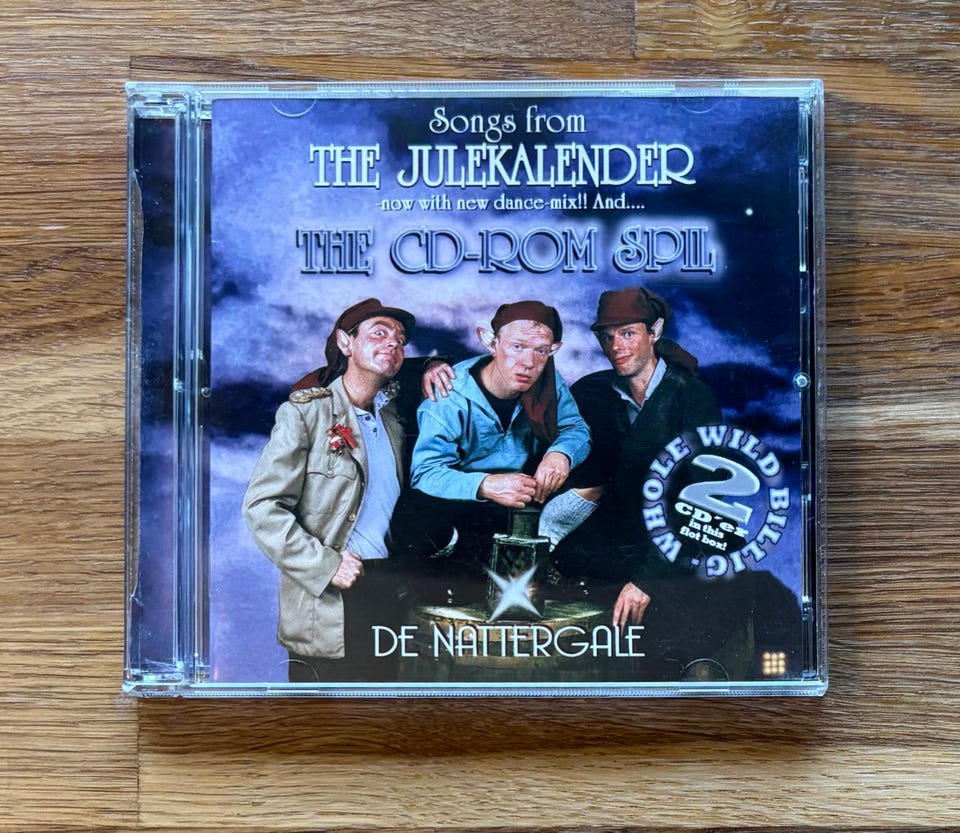 Songs from
THE JULEKALENDER
-now with new dance-mix!! And....
THE CD-ROM SPIL
WHOLE WILD BILLIG -
2
CD´er
in this
flot box!
DE NATTERGALE